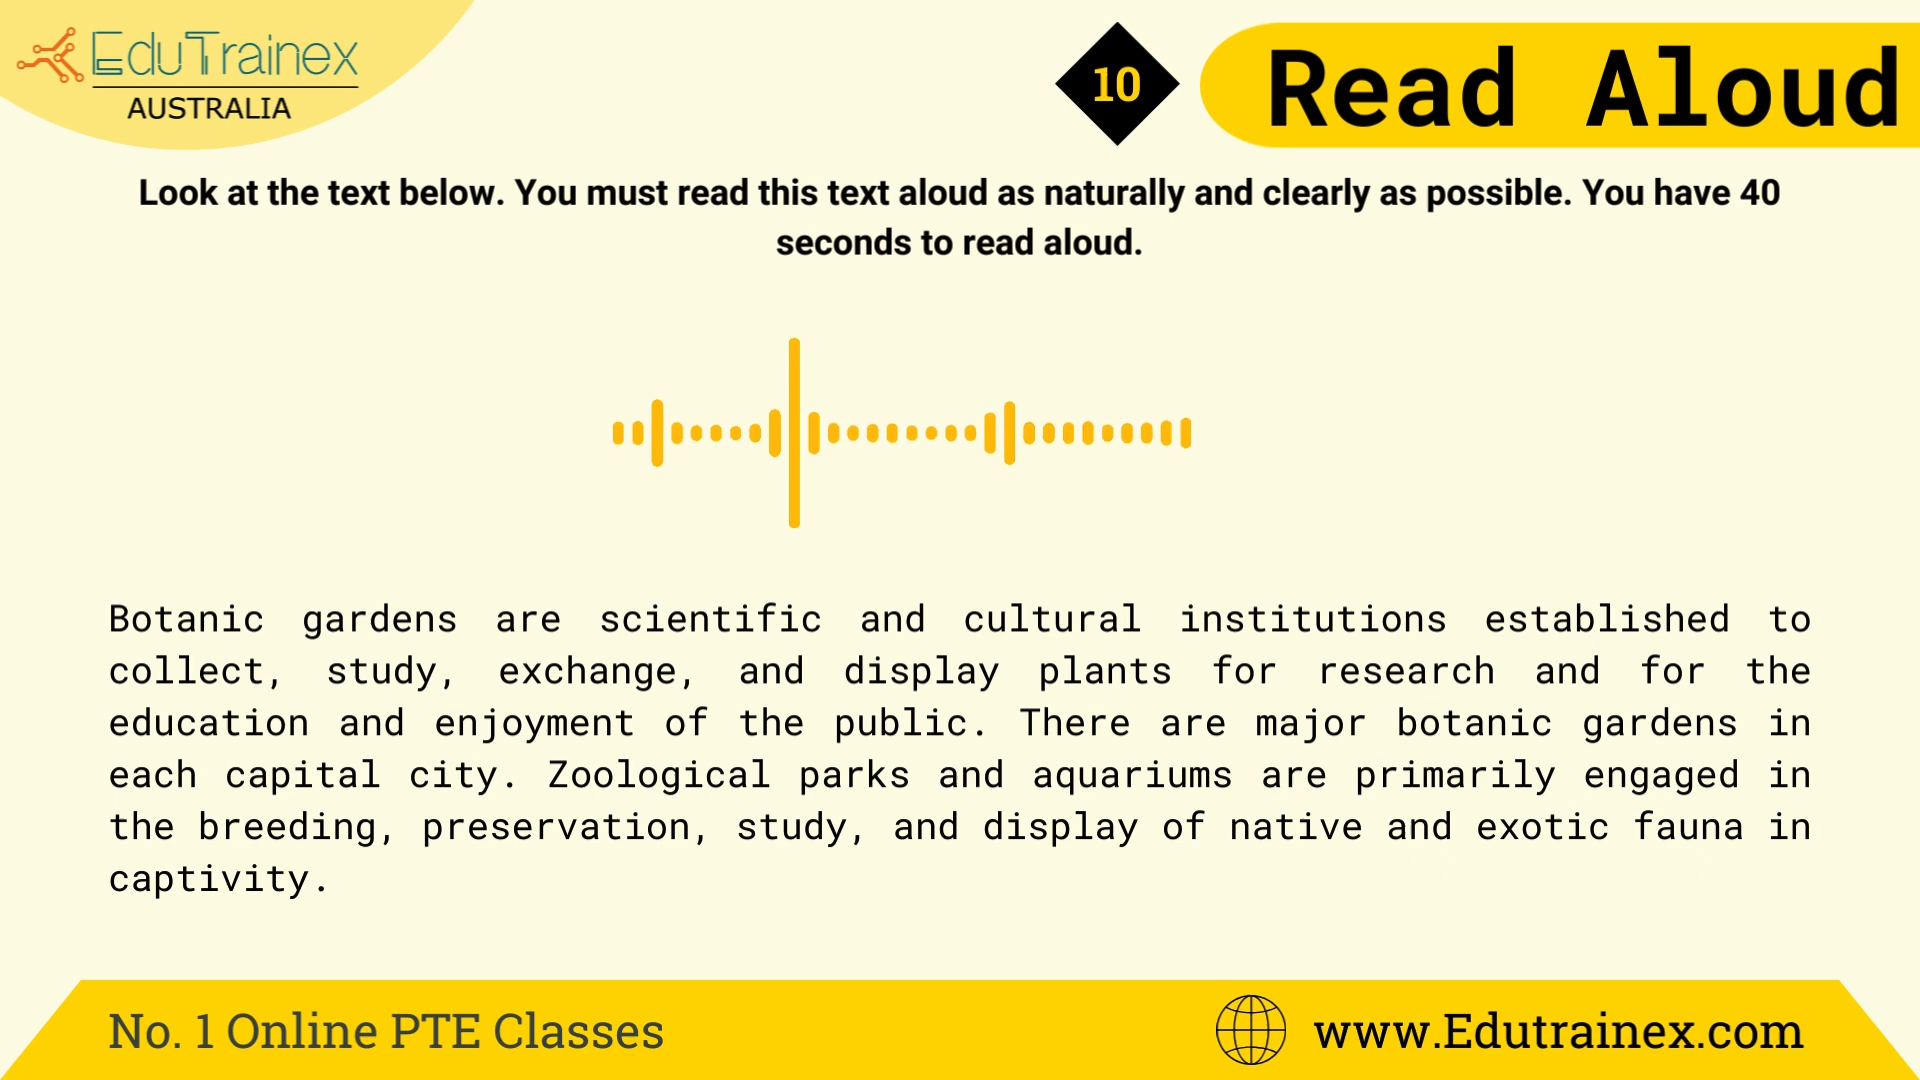 EduTrainex
AUSTRALIA
10
Read Aloud
Look at the text below. You must read this text aloud as naturally and clearly as possible. You have 40
seconds to read aloud.
Botanic gardens are scientific and cultural institutions established to
collect, study, exchange, and display plants for research and for the
education and enjoyment of the public. There are major botanic gardens in
each capital city. Zoological parks and aquariums are primarily engaged in
the breeding, preservation, study, and display of native and exotic fauna in
captivity.
No. 1 Online PTE Classes
www.Edutrainex.com